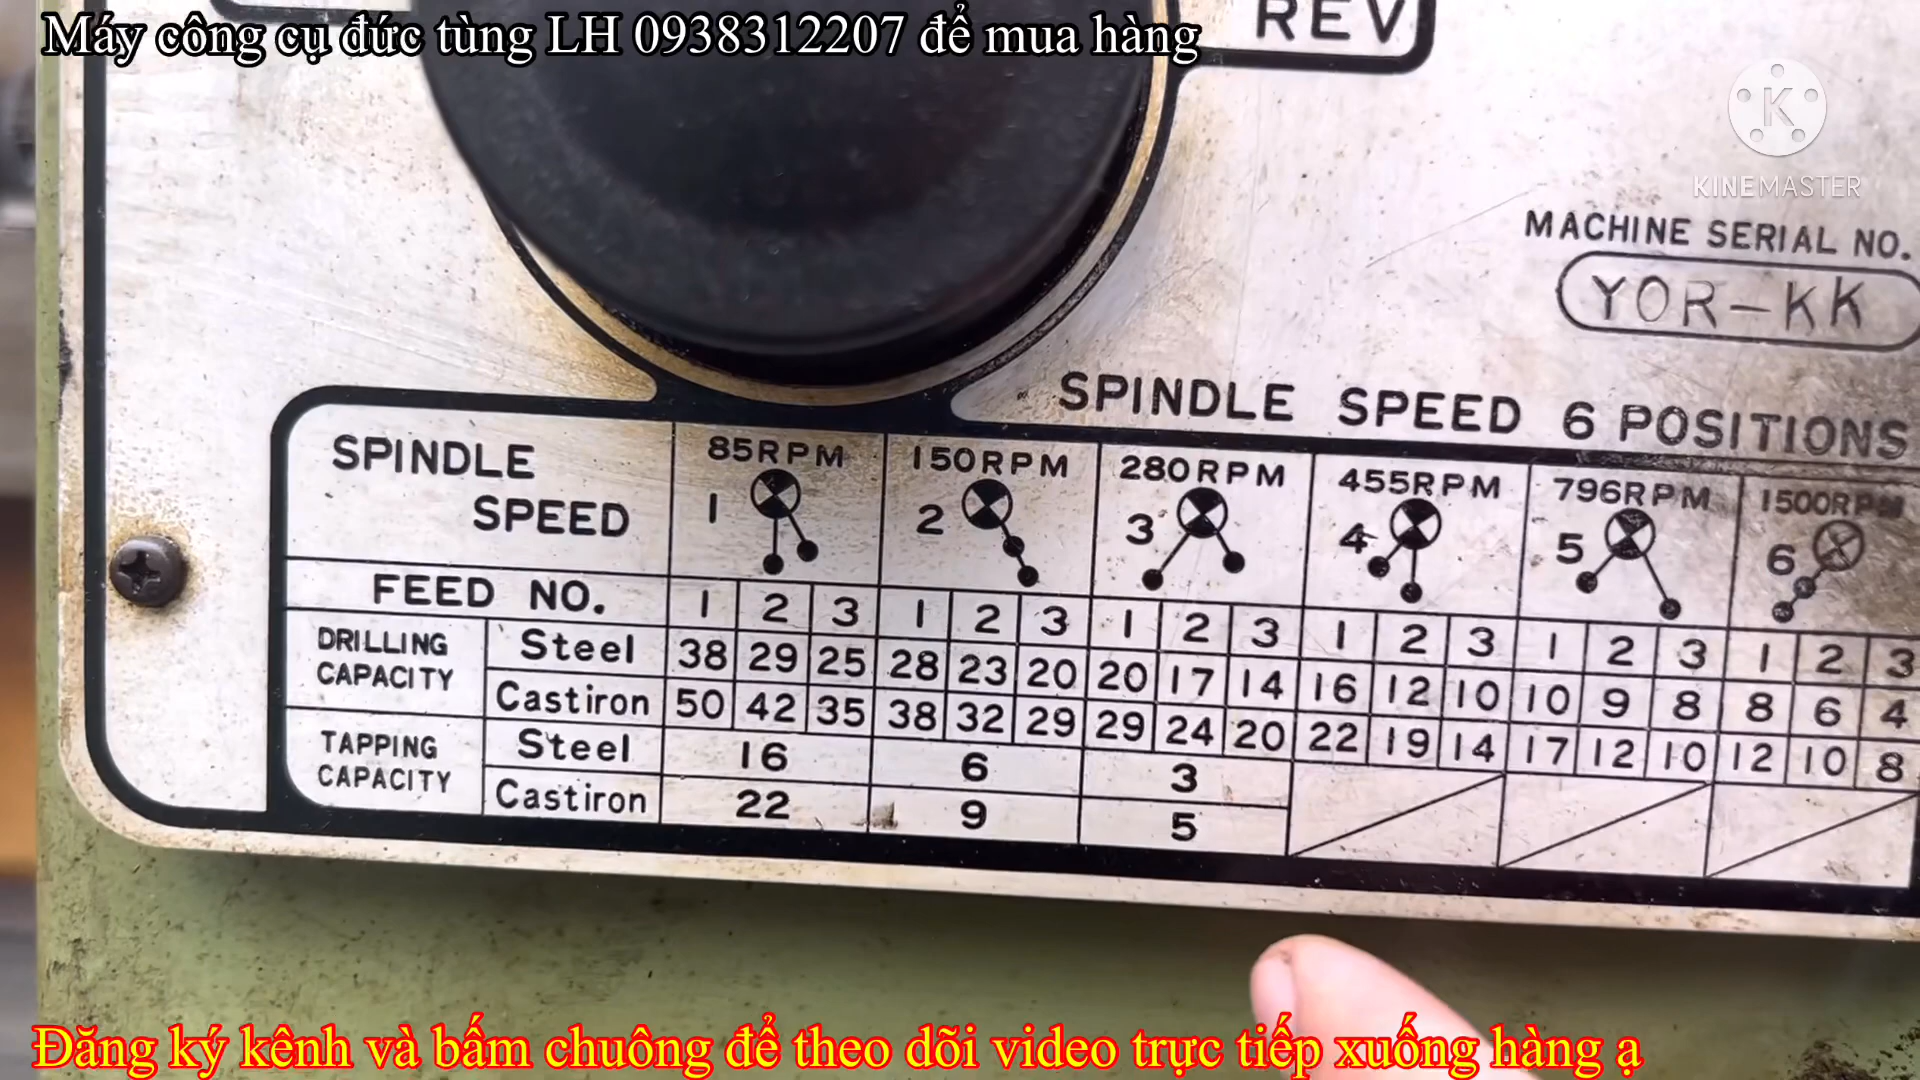 Máy công cụ đức tùng LH 0938312207 để mua hàng
REV
K
KINEMASTER
MACHINE SERIAL NO.
YOR-KK
SPINDLE SPEED 6 POSITIONS
SPINDLE SPEED
85RPM 150RPM 280RPM 455RPM 796RPM 1500RPM
1 2 3 4 5 6
FEED NO. 1 2 3 1 2 3 1 2 3 1 2 3 1 2 3 1 2 3
DRILLING CAPACITY
Steel 38 29 25 28 23 20 20 17 14 16 12 10 10 9 8 8 6 4
Castiron 50 42 35 38 32 29 29 24 20 22 19 14 17 12 10 12 10 8
TAPPING CAPACITY
Steel 16 6 3
Castiron 22 9 5
Đăng ký kênh và bấm chuông để theo dõi video trực tiếp xuống hàng ạ